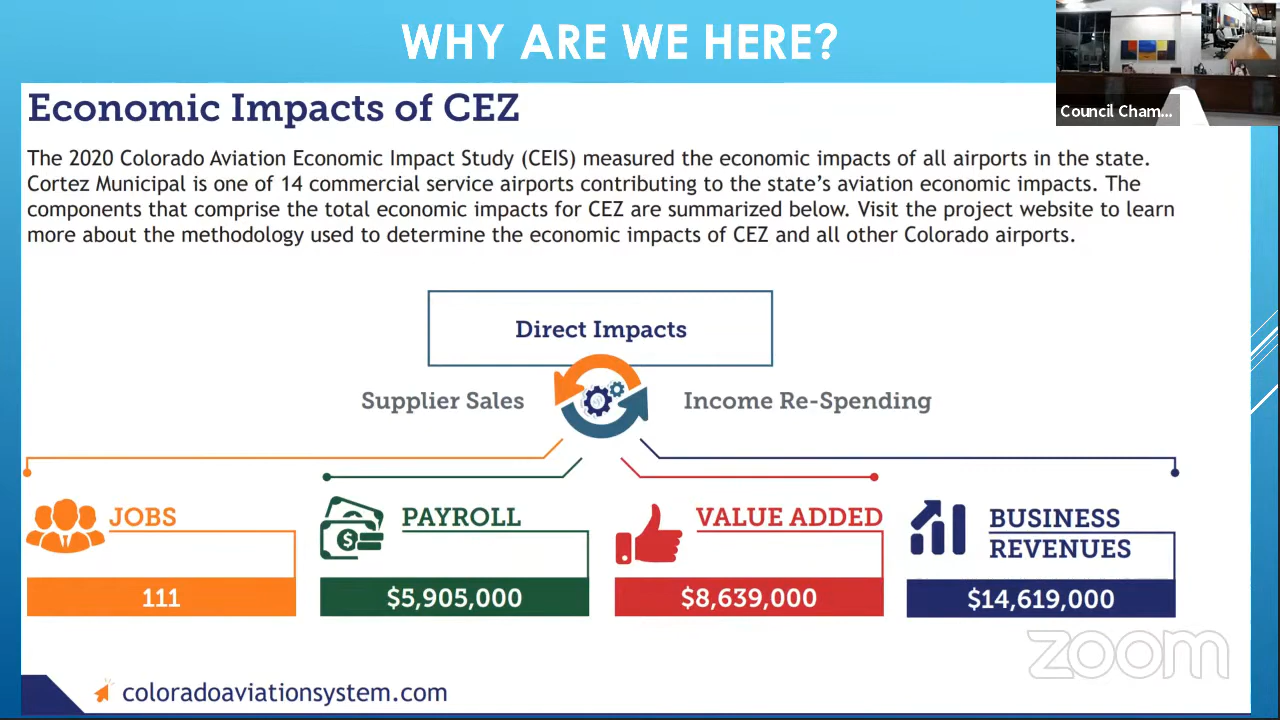 WHY ARE WE HERE?
Council Cham...
Economic Impacts of CEZ
The 2020 Colorado Aviation Economic Impact Study (CEIS) measured the economic impacts of all airports in the state.
Cortez Municipal is one of 14 commercial service airports contributing to the state's aviation economic impacts. The
components that comprise the total economic impacts for CEZ are summarized below. Visit the project website to learn
more about the methodology used to determine the economic impacts of CEZ and all other Colorado airports.
Direct Impacts
Supplier Sales
Income Re-Spending
JOBS
111
PAYROLL
$5,905,000
VALUE ADDED
$8,639,000
BUSINESS
REVENUES
$14,619,000
zoom
coloradoaviationsystem.com